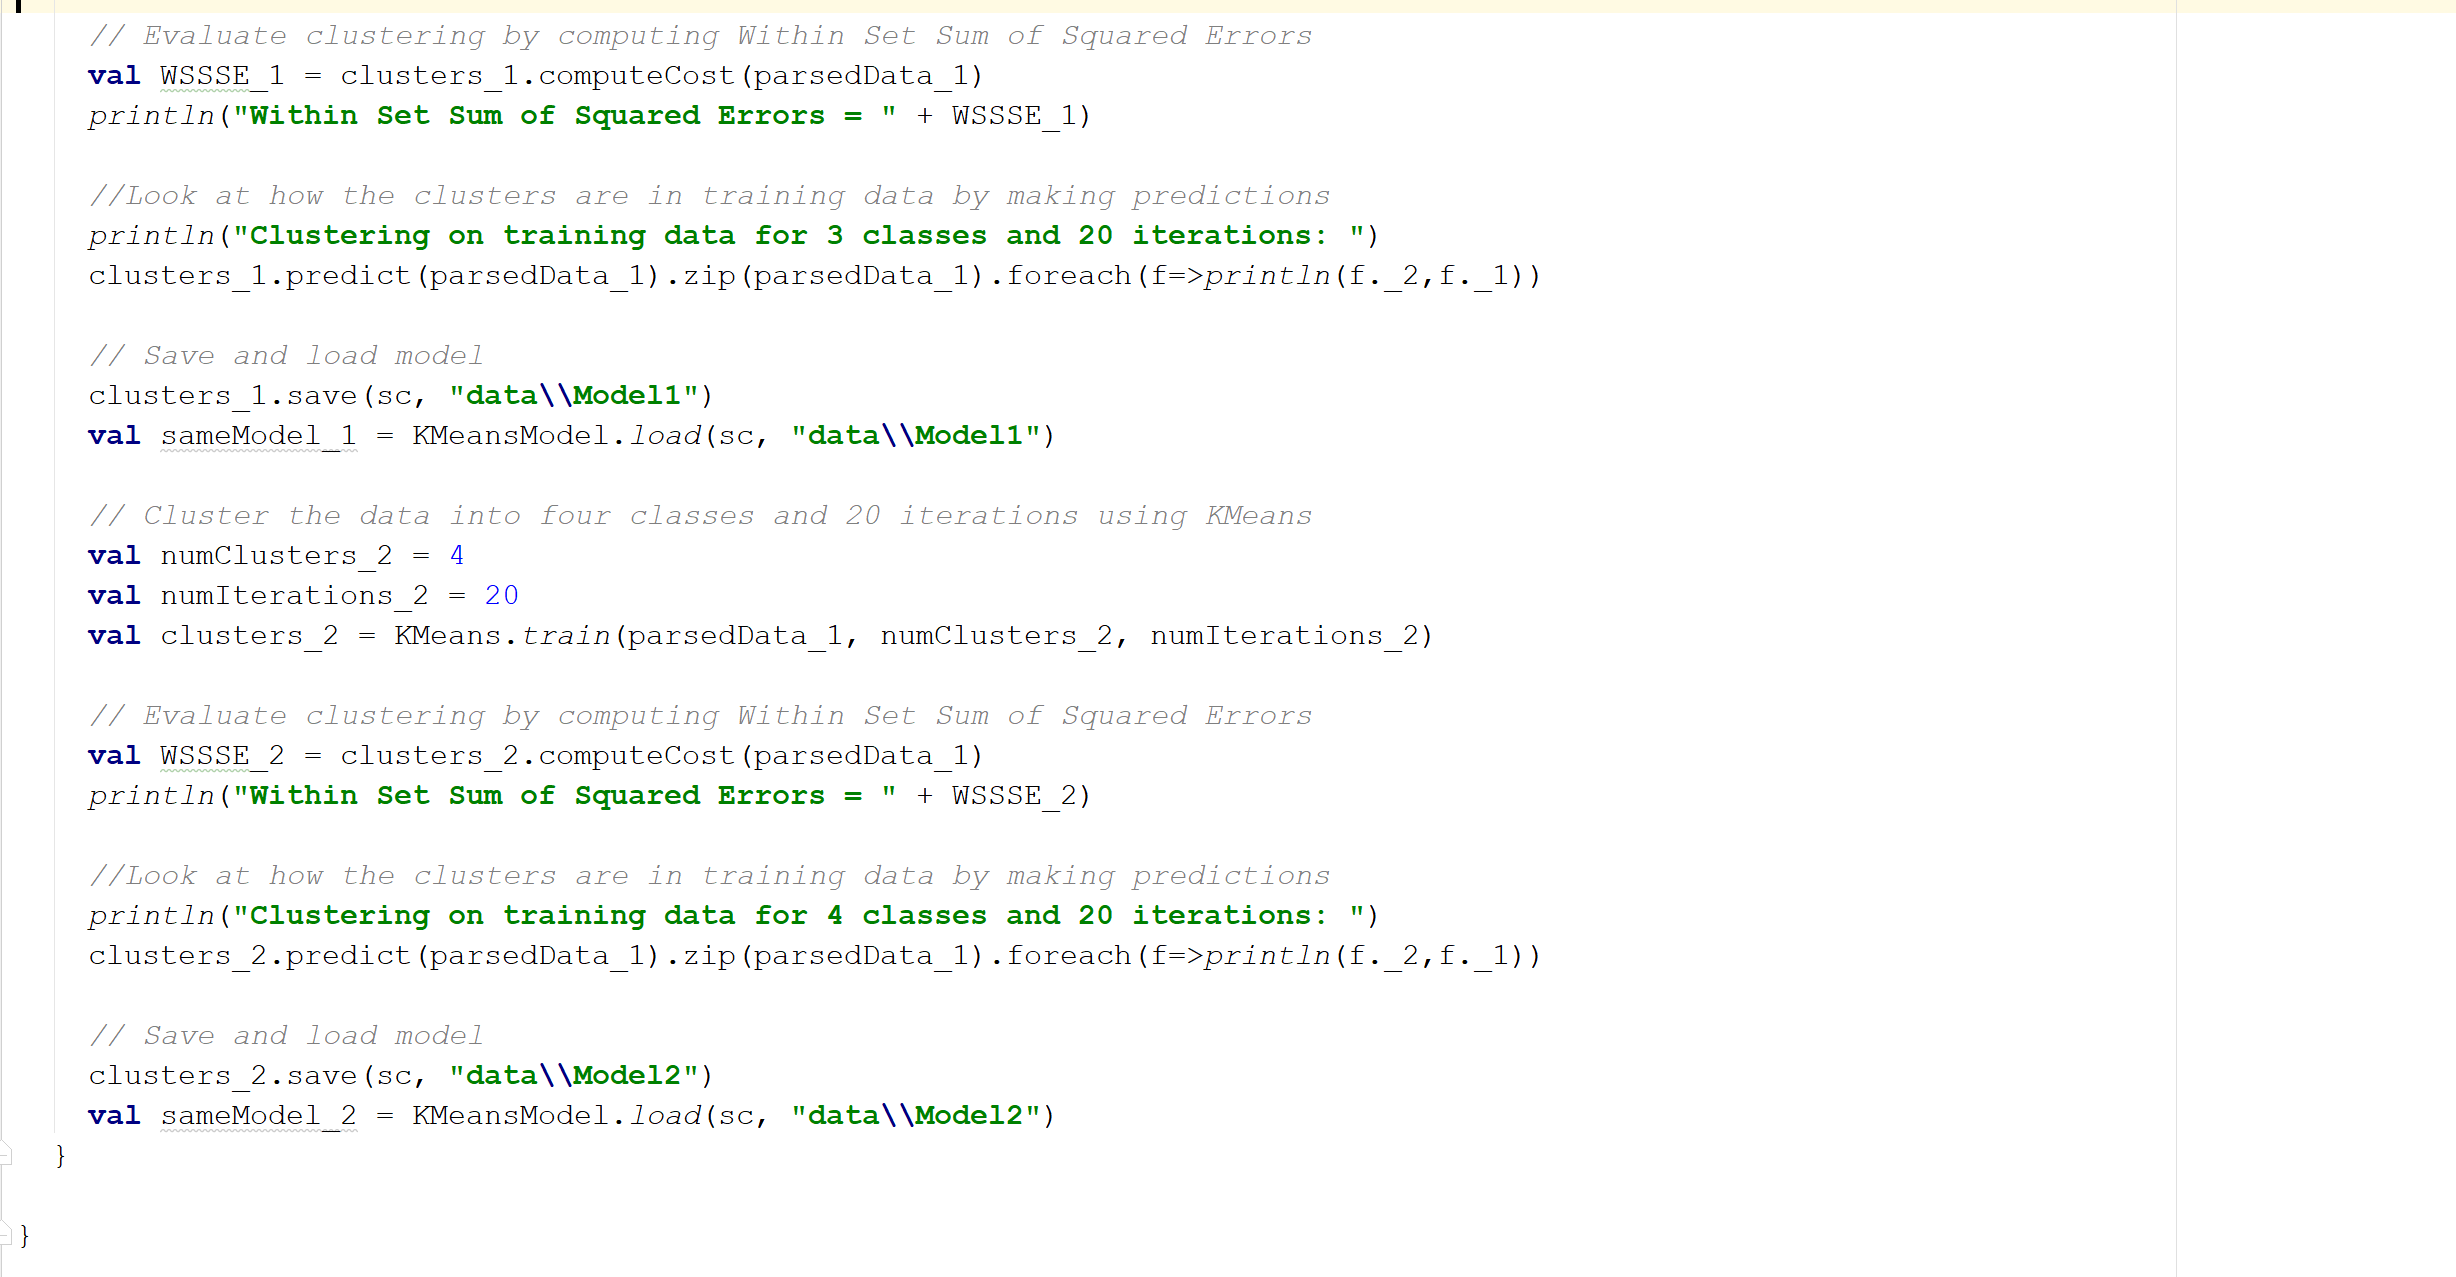 // Evaluate clustering by computing Within Set Sum of Squared Errors
val WSSSE_1 = clusters_1.computeCost(parsedData_1)
println("Within Set Sum of Squared Errors = " + WSSSE_1)
//Look at how the clusters are in training data by making predictions
println("Clustering on training data for 3 classes and 20 iterations: ")
clusters_1.predict(parsedData_1).zip(parsedData_1).foreach(f=>println(f._2,f._1))
// Save and load model
clusters_1.save(sc, "data\\Model1")
val sameModel_1 = KMeansModel.load(sc, "data\\Model1")
// Cluster the data into four classes and 20 iterations using KMeans
val numClusters_2 = 4
val numIterations_2 = 20
val clusters_2 = KMeans.train(parsedData_1, numClusters_2, numIterations_2)
// Evaluate clustering by computing Within Set Sum of Squared Errors
val WSSSE_2 = clusters_2.computeCost(parsedData_1)
println("Within Set Sum of Squared Errors = " + WSSSE_2)
//Look at how the clusters are in training data by making predictions
println("Clustering on training data for 4 classes and 20 iterations: ")
clusters_2.predict(parsedData_1).zip(parsedData_1).foreach(f=>println(f._2,f._1))
// Save and load model
clusters_2.save(sc, "data\\Model2")
val sameModel_2 = KMeansModel.load(sc, "data\\Model2")
}
}